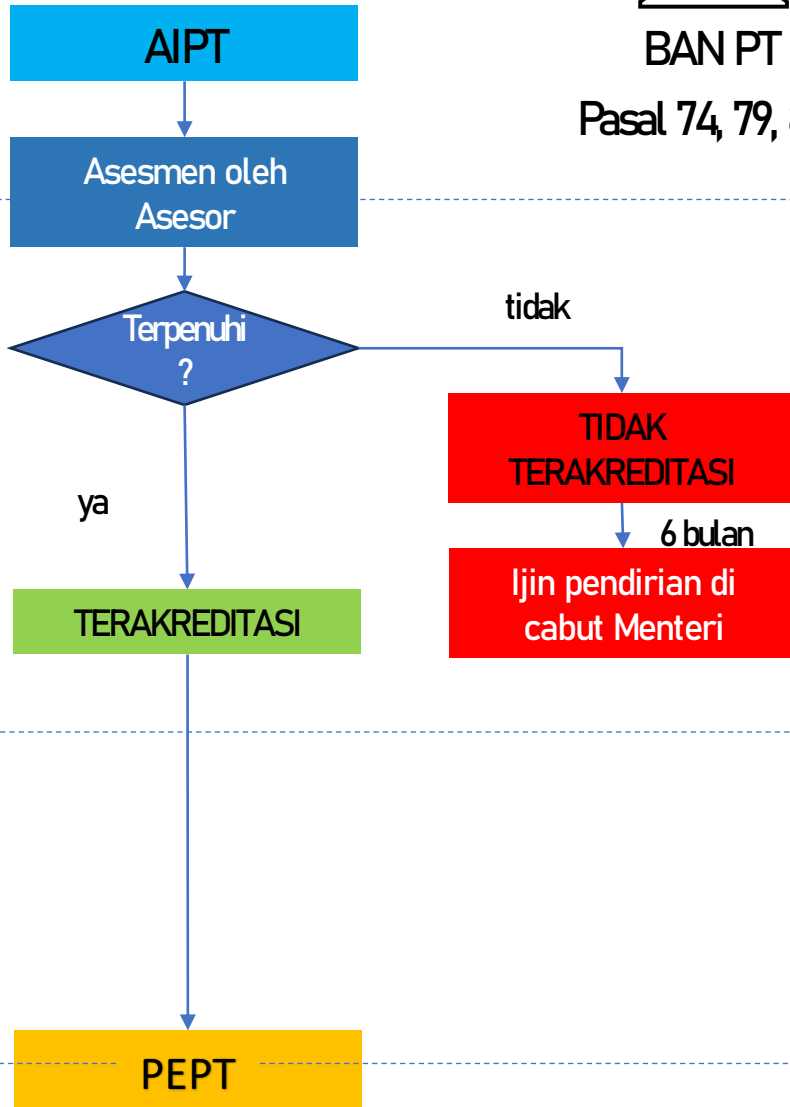 AIPT
BAN PT
Pasal 74, 79,
Asesmen oleh
Asesor
Terpenuhi
?
tidak
TIDAK
TERAKREDITASI
ya
6 bulan
Ijin pendirian di
cabut Menteri
TERAKREDITASI
PEPT